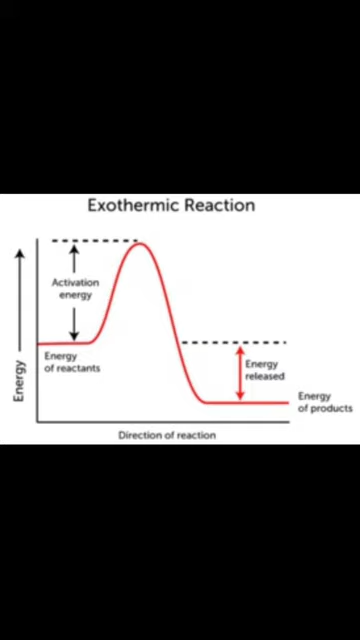 Exothermic Reaction
Activation
energy
Energy
of reactants
Energy
released
Energy
of products
Energy
Direction of reaction